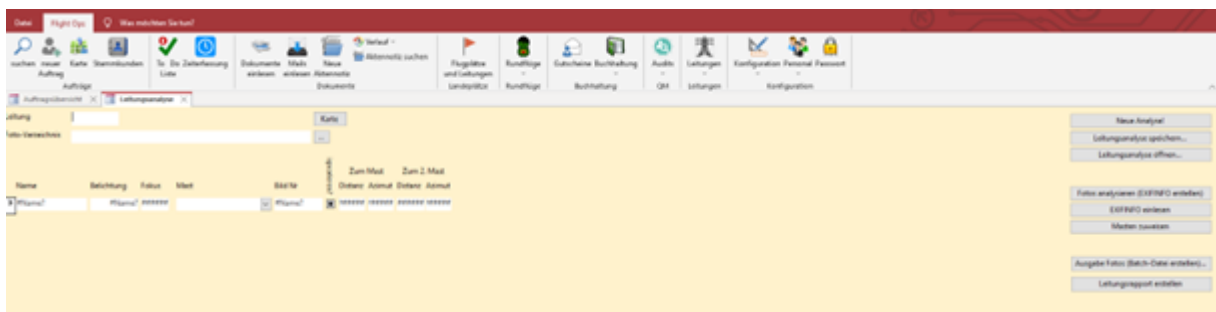 Datei Flight Ops Was möchten Sie tun?
suchen neuer Auftrag Karte Stammkunden To Do Liste Zeiterfassung Dokumente einlesen Mails einlesen Neue Aktennotiz Verlauf Aktennotiz suchen Flugplätze und Leitungen Rundflüge Gutscheine Buchhaltung Audits Leitungen Konfiguration Personal Passwort
Aufträge Dokumente Landeplätze Rundflüge Buchhaltung QM Leitungen Konfiguration
Auftragsübersicht Leitungsanalyse
Leitung Karte Neue Analyse!
Foto-Verzeichnis ... Leitungsanalyse speichern...
Leitungsanalyse öffnen...
Zum Mast Zum 2. Mast
Name Belichtung Fokus Mast Bild Nr Distanz Azimut Distanz Azimut
#Name? #Name? ####### #Name? ####### ####### ####### #######
Fotos analysieren (EXIFINFO erstellen)
EXIFINFO einlesen
Masten zuweisen
Ausgabe Fotos (Batch-Datei erstellen)...
Leitungsrapport erstellen